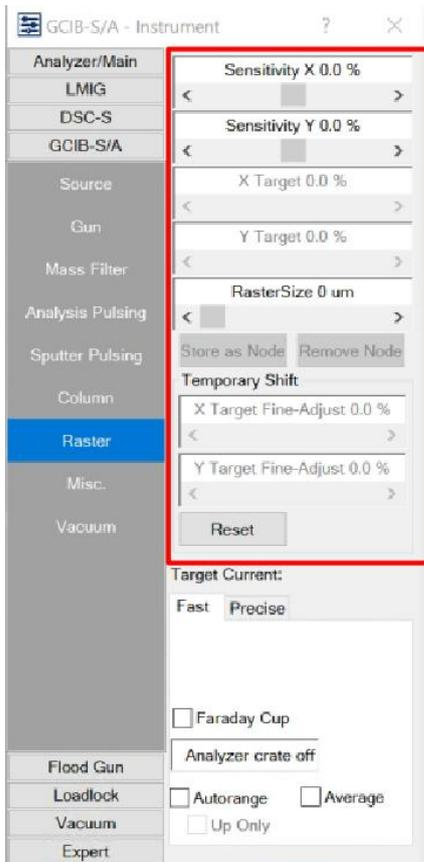 GCIB-S/A - Instrument ? ×
Analyzer/Main
LMIG
DSC-S
GCIB-S/A
Source
Gun
Mass Filter
Analysis Pulsing
Sputter Pulsing
Column
Raster
Misc.
Vacuum
Flood Gun
Loadlock
Vacuum
Expert
Sensitivity X 0.0 %
Sensitivity Y 0.0 %
X Target 0.0 %
Y Target 0.0 %
RasterSize 0 um
Store as Node Remove Node
Temporary Shift
X Target Fine-Adjust 0.0 %
Y Target Fine-Adjust 0.0 %
Reset
Target Current:
Fast Precise
Faraday Cup
Analyzer crate off
Autorange Average
Up Only